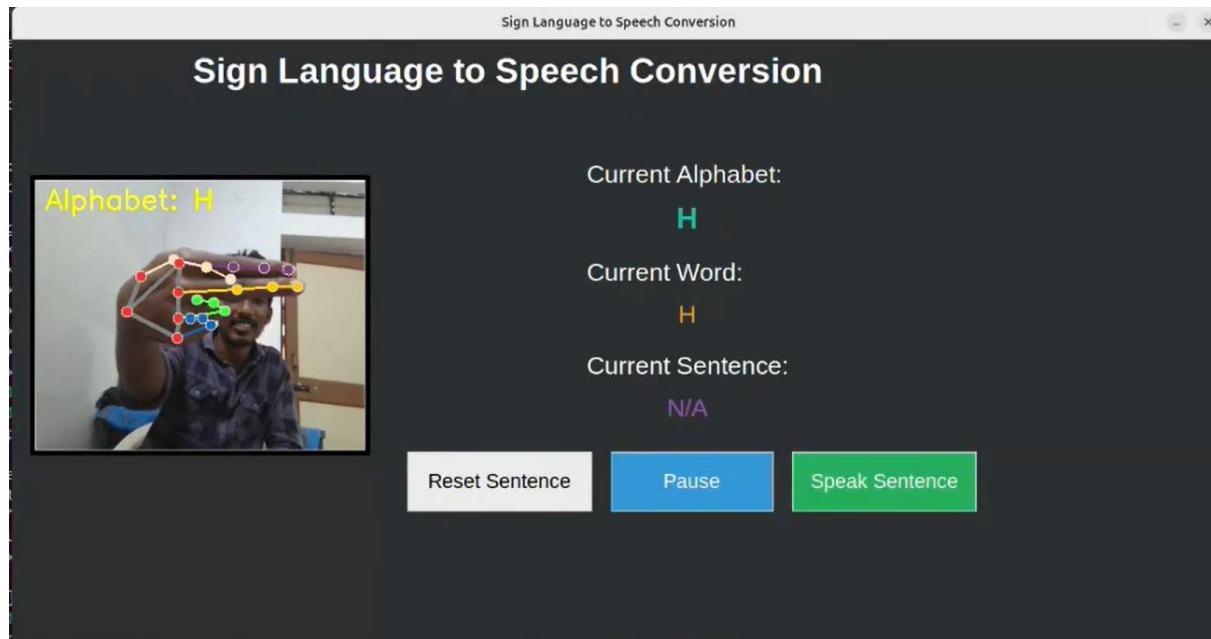 Sign Language to Speech Conversion
Sign Language to Speech Conversion
Alphabet: H
Current Alphabet:
H
Current Word:
H
Current Sentence:
N/A
Reset Sentence
Pause
Speak Sentence